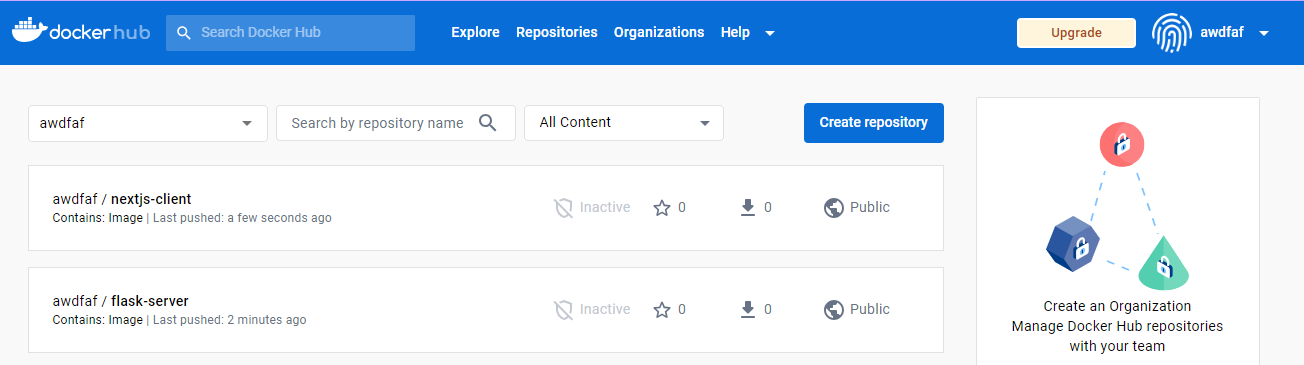 dockerhub Search Docker Hub Explore Repositories Organizations Help Upgrade awdfaf
awdfaf Search by repository name All Content Create repository
awdfaf / nextjs-client
Contains: Image | Last pushed: a few seconds ago
Inactive 0 0 Public
awdfaf / flask-server
Contains: Image | Last pushed: 2 minutes ago
Inactive 0 0 Public
Create an Organization
Manage Docker Hub repositories
with your team